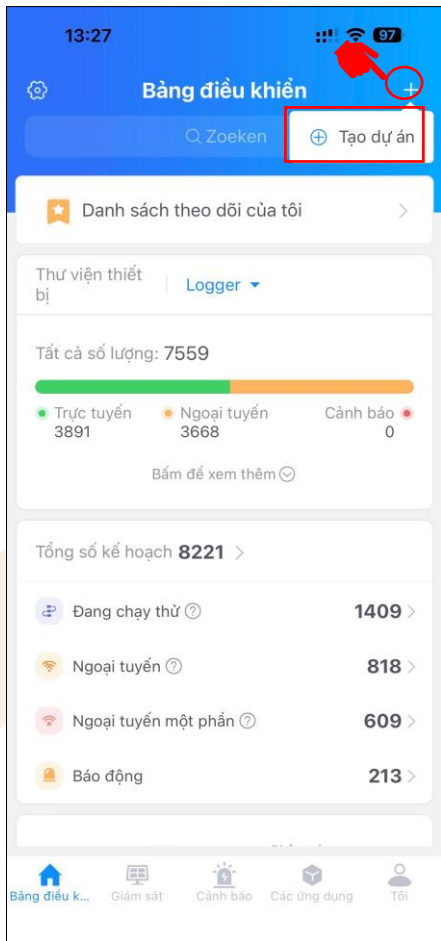 13:27
97
Bảng điều khiển
Zoeken
Tạo dự án
Danh sách theo dõi của tôi
Thư viện thiết
bị
Logger
Tất cả số lượng: 7559
Trực tuyến
3891
Ngoại tuyến
3668
Cảnh báo
0
Bấm để xem thêm
Tổng số kế hoạch 8221
Đang chạy thử 1409
Ngoại tuyến 818
Ngoại tuyến một phần 609
Báo động 213
Bảng điều k...
Giám sát
Cảnh báo
Các ứng dụng
Tôi